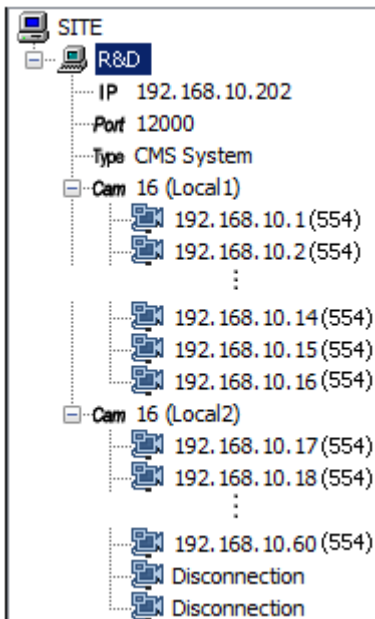 SITE
R&D
IP 192.168.10.202
Port 12000
Type CMS System
Cam 16 (Local1)
192.168.10.1(554)
192.168.10.2(554)
⋮
192.168.10.14(554)
192.168.10.15(554)
192.168.10.16(554)
Cam 16 (Local2)
192.168.10.17(554)
192.168.10.18(554)
⋮
192.168.10.60(554)
Disconnection
Disconnection